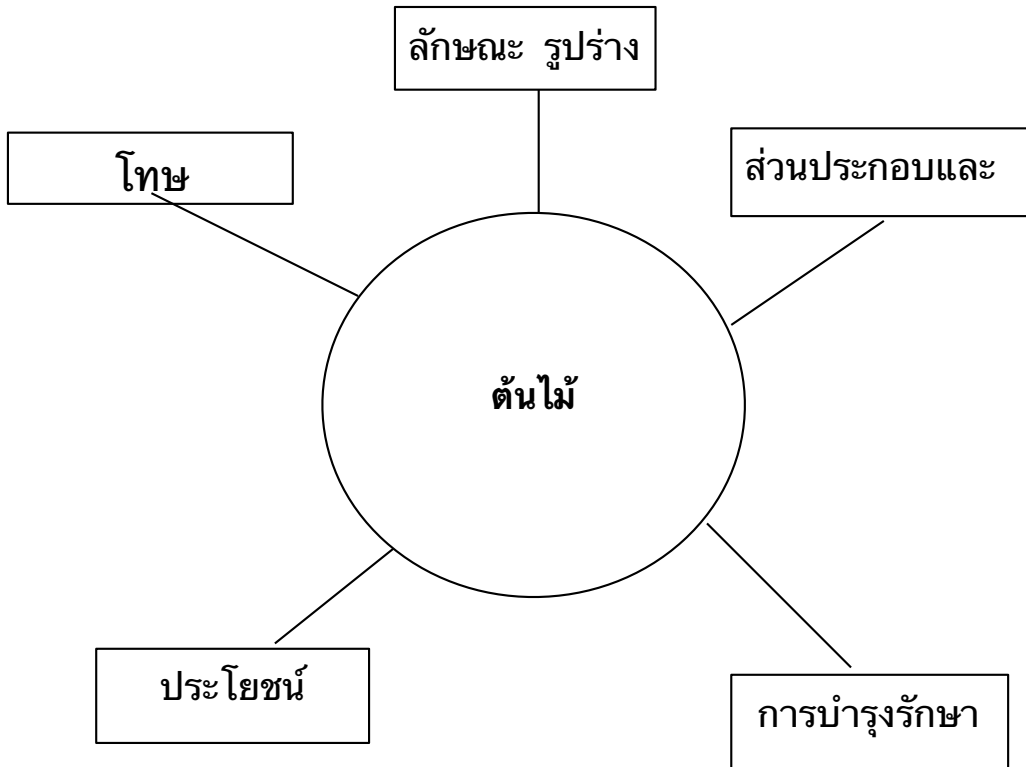 ลักษณะ รูปร่าง
โทษ
ส่วนประกอบและ
ต้นไม้
ประโยชน์
การบำรุงรักษา